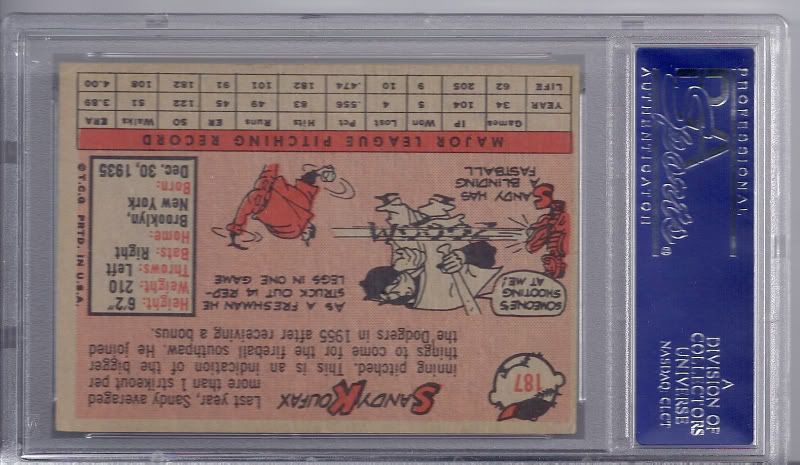 187
SANDY KOUFAX
Last year, Sandy averaged
more than 1 strikeout per
inning pitched. This is an indication of the bigger
things to come for the fireball southpaw. He joined
the Dodgers in 1955 after receiving a bonus.
SOMEONE'S
SHOOTING
AT ME!
ZOOOM
SANDY HAS
A BLINDING
FASTBALL
AS A FRESHMAN HE
STRUCK OUT 14 RED-
LEGS IN ONE GAME
Height: 6'2"
Weight: 210
Throws: Left
Bats: Right
Home:
Brooklyn,
New York
Born:
Dec. 30, 1935
© T.C.G. PRTD. IN U.S.A.
MAJOR LEAGUE PITCHING RECORD
Games IP Won Lost Pct Hits Runs ER SO Walks ERA
YEAR 34 104 5 4 .556 83 49 45 122 51 3.89
LIFE 62 205 9 10 .474 182 101 91 182 108 4.00
PROFESSIONAL
PSA
Sports
AUTHENTICATION
®
A
DIVISION OF
COLLECTORS
UNIVERSE
NASDAQ: CLCT